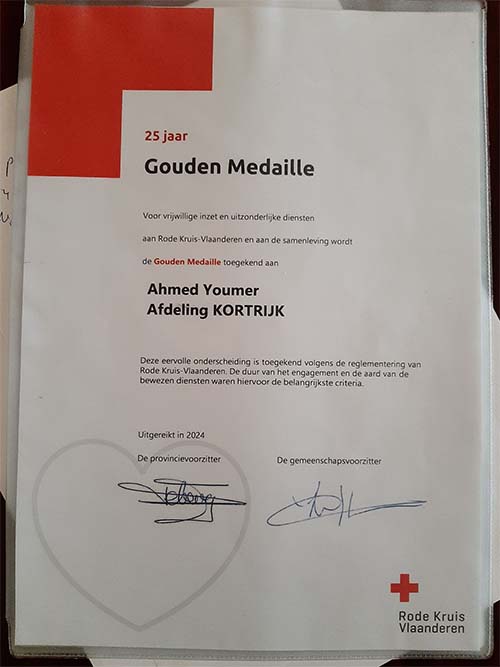 25 jaar
Gouden Medaille
Voor vrijwillige inzet en uitzonderlijke diensten
aan Rode Kruis-Vlaanderen en aan de samenleving wordt
de Gouden Medaille toegekend aan
Ahmed Youmer
Afdeling KORTRIJK
Deze eervolle onderscheiding is toegekend volgens de reglementering van
Rode Kruis-Vlaanderen. De duur van het engagement en de aard van de
bewezen diensten waren hiervoor de belangrijkste criteria.
Uitgereikt in 2024
De provincievoorzitter
De gemeenschapsvoorzitter
Rode Kruis
Vlaanderen